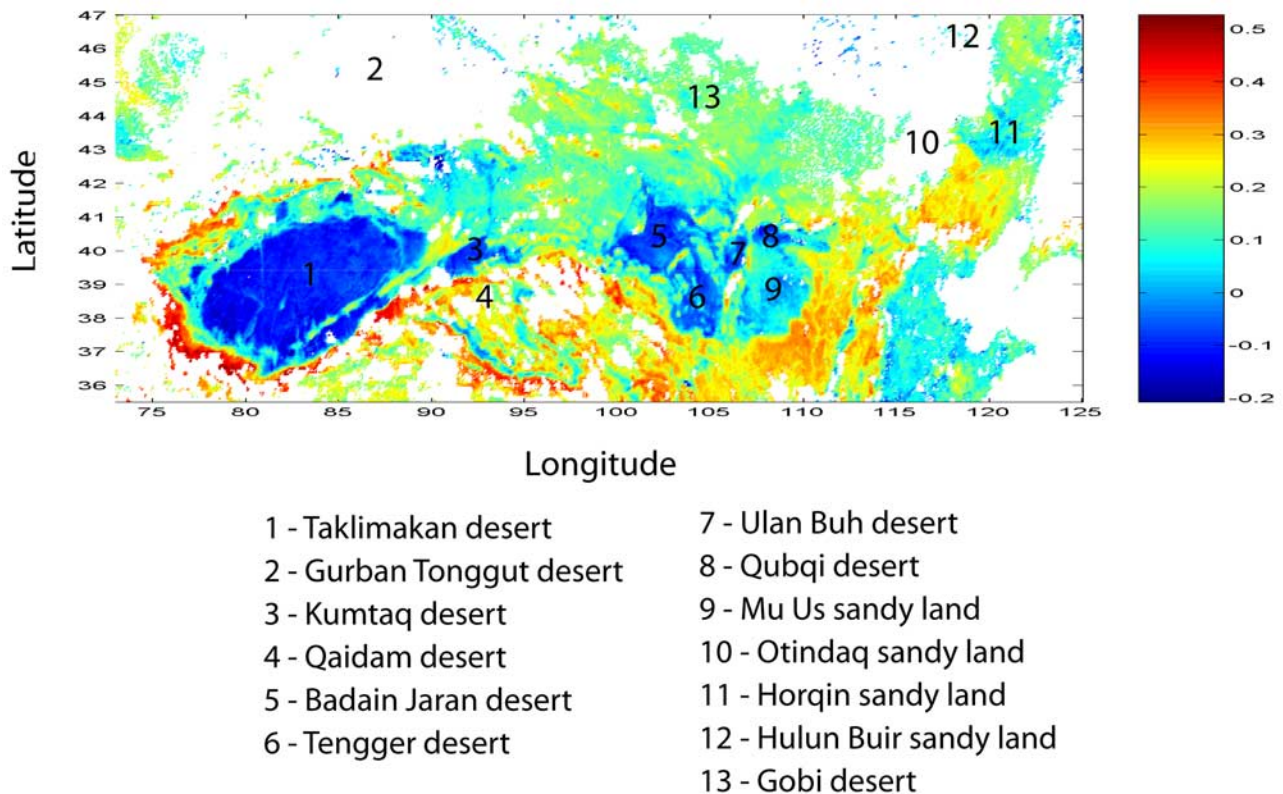 47
46
45
44
43
42
41
40
39
38
37
36
Latitude
75 80 85 90 95 100 105 110 115 120 125
Longitude
1
2
3
4
5
6
7
8
9
10
11
12
13
0.5
0.4
0.3
0.2
0.1
0
-0.1
-0.2
1 - Taklimakan desert
2 - Gurban Tonggut desert
3 - Kumtaq desert
4 - Qaidam desert
5 - Badain Jaran desert
6 - Tengger desert
7 - Ulan Buh desert
8 - Qubqi desert
9 - Mu Us sandy land
10 - Otindaq sandy land
11 - Horqin sandy land
12 - Hulun Buir sandy land
13 - Gobi desert